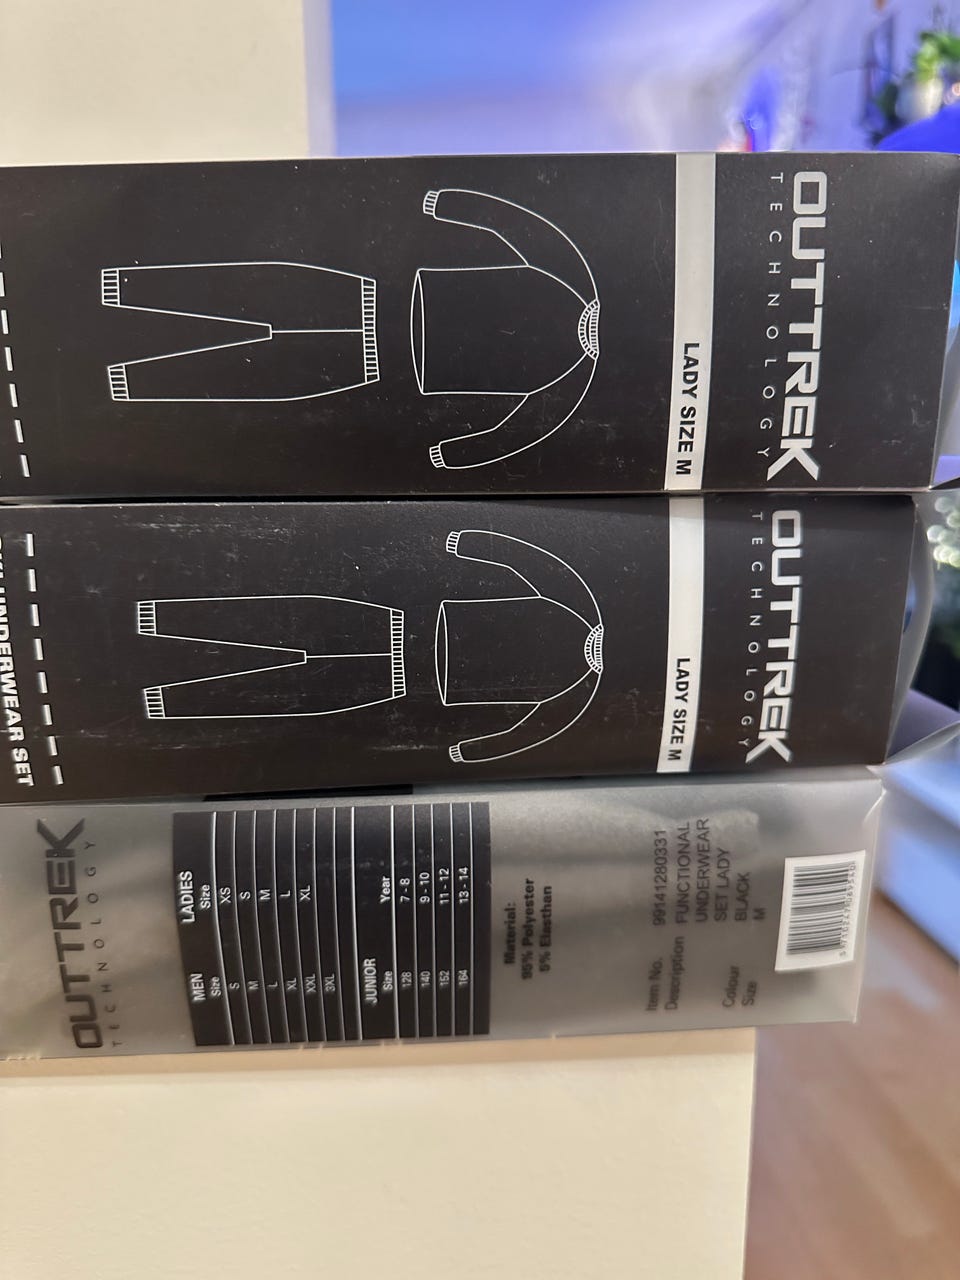 OUTTREK
TECHNOLOGY
LADY SIZE M
OUTTREK
TECHNOLOGY
LADY SIZE M
UNDERWEAR SET
OUTTREK
TECHNOLOGY
MEN LADIES
Size Size
S XS
M S
L M
XL L
XXL XL
3XL
JUNIOR
Size Year
128 7 - 8
140 9 - 10
152 11 - 12
164 13 - 14
Material:
95% Polyester
5% Elasthan
Item No. 99141280331
Description FUNCTIONAL
UNDERWEAR
SET LADY
Colour BLACK
Size M